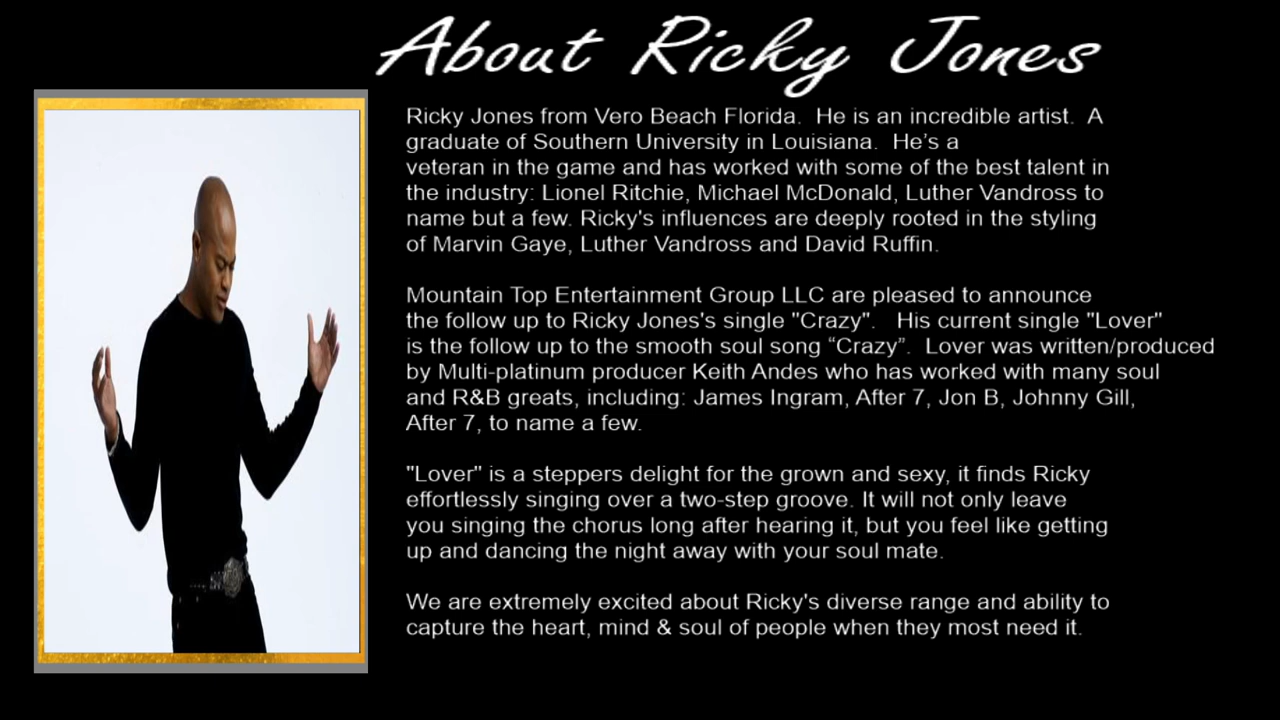 About Ricky Jones
Ricky Jones from Vero Beach Florida.  He is an incredible artist.  A
graduate of Southern University in Louisiana.  He’s a
veteran in the game and has worked with some of the best talent in
the industry: Lionel Ritchie, Michael McDonald, Luther Vandross to
name but a few. Ricky's influences are deeply rooted in the styling
of Marvin Gaye, Luther Vandross and David Ruffin.
Mountain Top Entertainment Group LLC are pleased to announce
the follow up to Ricky Jones's single "Crazy".   His current single "Lover"
is the follow up to the smooth soul song “Crazy”.  Lover was written/produced
by Multi-platinum producer Keith Andes who has worked with many soul
and R&B greats, including: James Ingram, After 7, Jon B, Johnny Gill,
After 7, to name a few.
"Lover" is a steppers delight for the grown and sexy, it finds Ricky
effortlessly singing over a two-step groove. It will not only leave
you singing the chorus long after hearing it, but you feel like getting
up and dancing the night away with your soul mate.
We are extremely excited about Ricky's diverse range and ability to
capture the heart, mind & soul of people when they most need it.